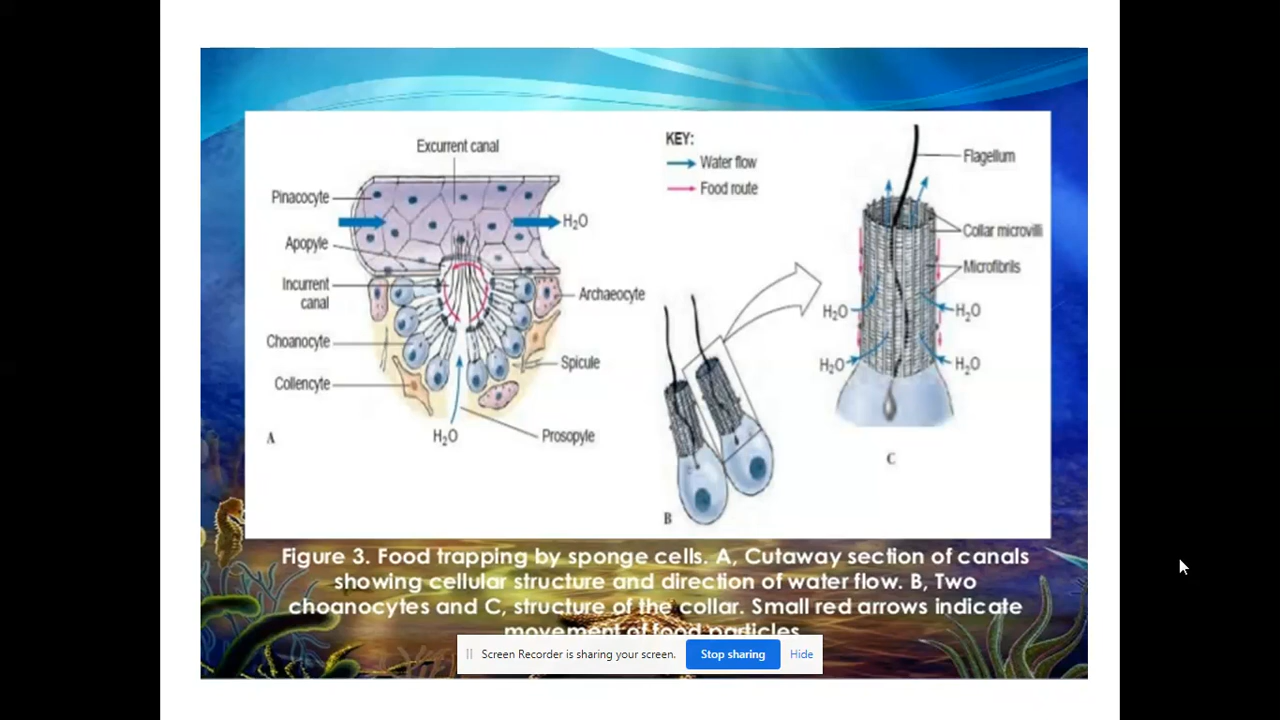 Excurrent canal
Pinacocyte
H₂O
Apopyle
Incurrent
canal
Archaeocyte
Choanocyte
Spicule
Collencyte
H₂O
Prosopyle
A
KEY:
Water flow
Food route
B
Flagellum
Collar microvilli
Microfibrils
H₂O
H₂O
H₂O
H₂O
C
Figure 3. Food trapping by sponge cells. A, Cutaway section of canals
showing cellular structure and direction of water flow. B, Two
choanocytes and C, structure of the collar. Small red arrows indicate
movement of food particles
Screen Recorder is sharing your screen.
Stop sharing
Hide